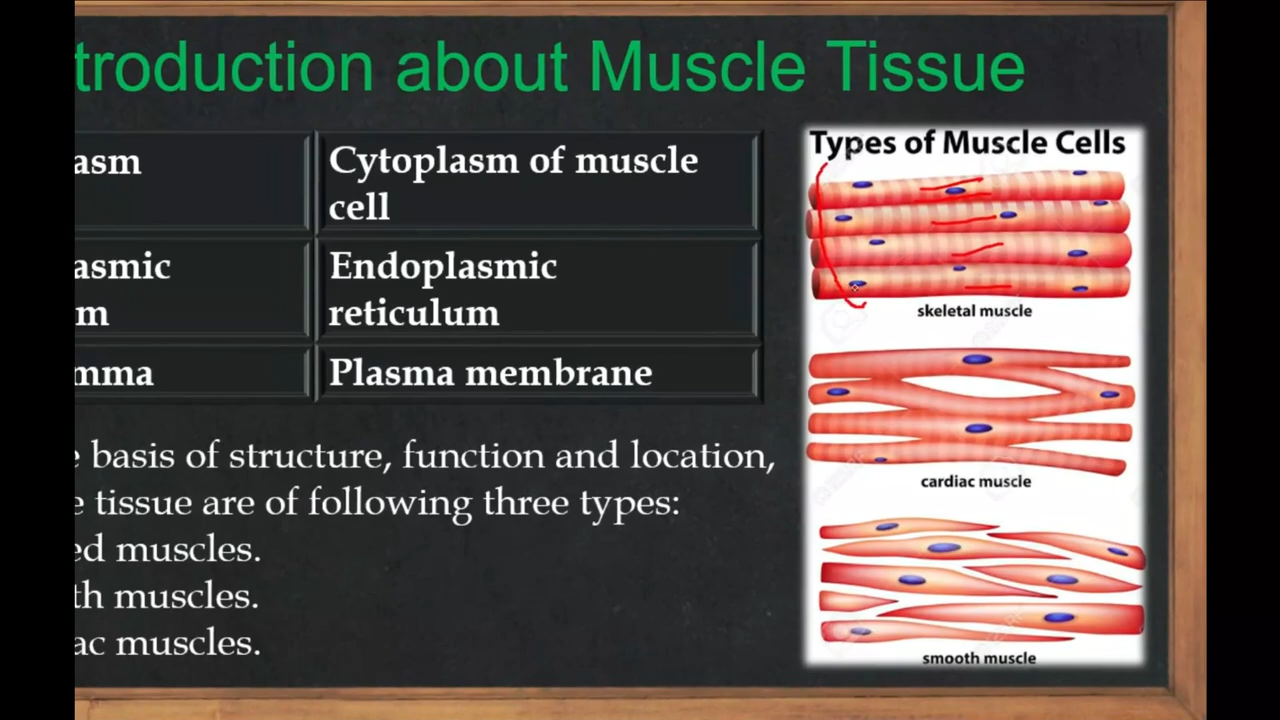 troduction about Muscle Tissue
asm
Cytoplasm of muscle
cell
asmic
m
Endoplasmic
reticulum
mma
Plasma membrane
e basis of structure, function and location,
e tissue are of following three types:
ed muscles.
th muscles.
ac muscles.
Types of Muscle Cells
skeletal muscle
cardiac muscle
smooth muscle